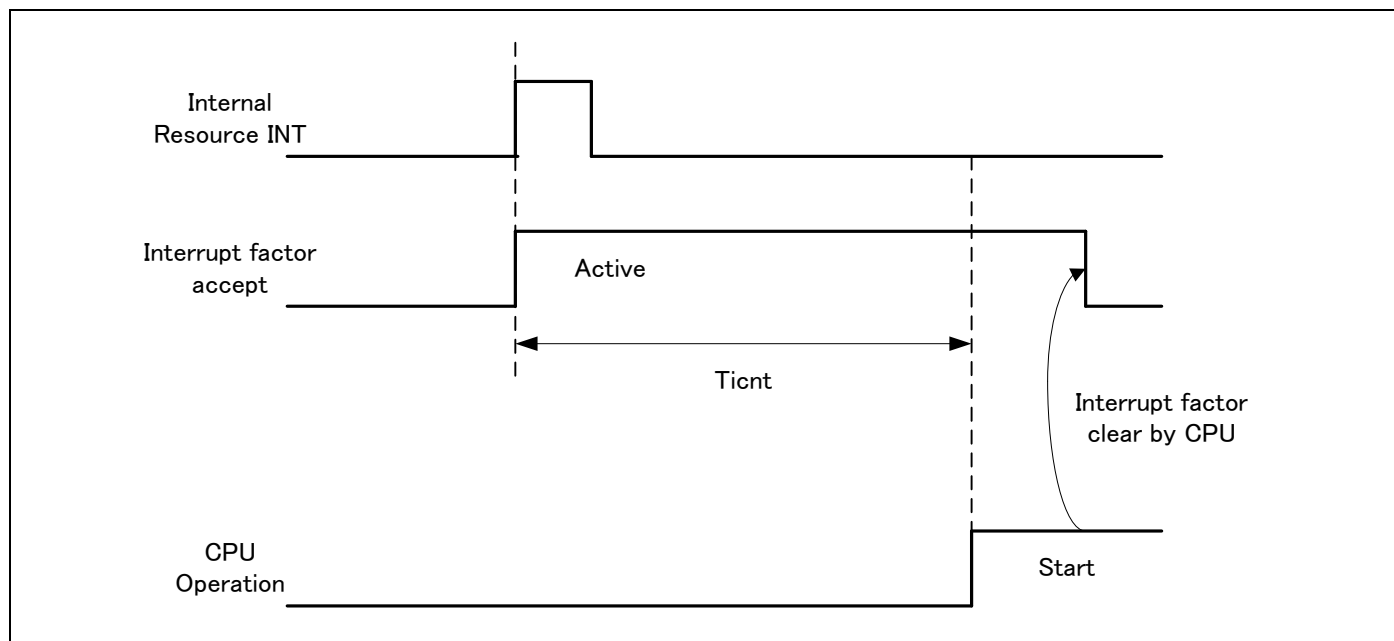 Internal
Resource INT
Interrupt factor
accept
Active
Ticnt
Interrupt factor
clear by CPU
CPU
Operation
Start